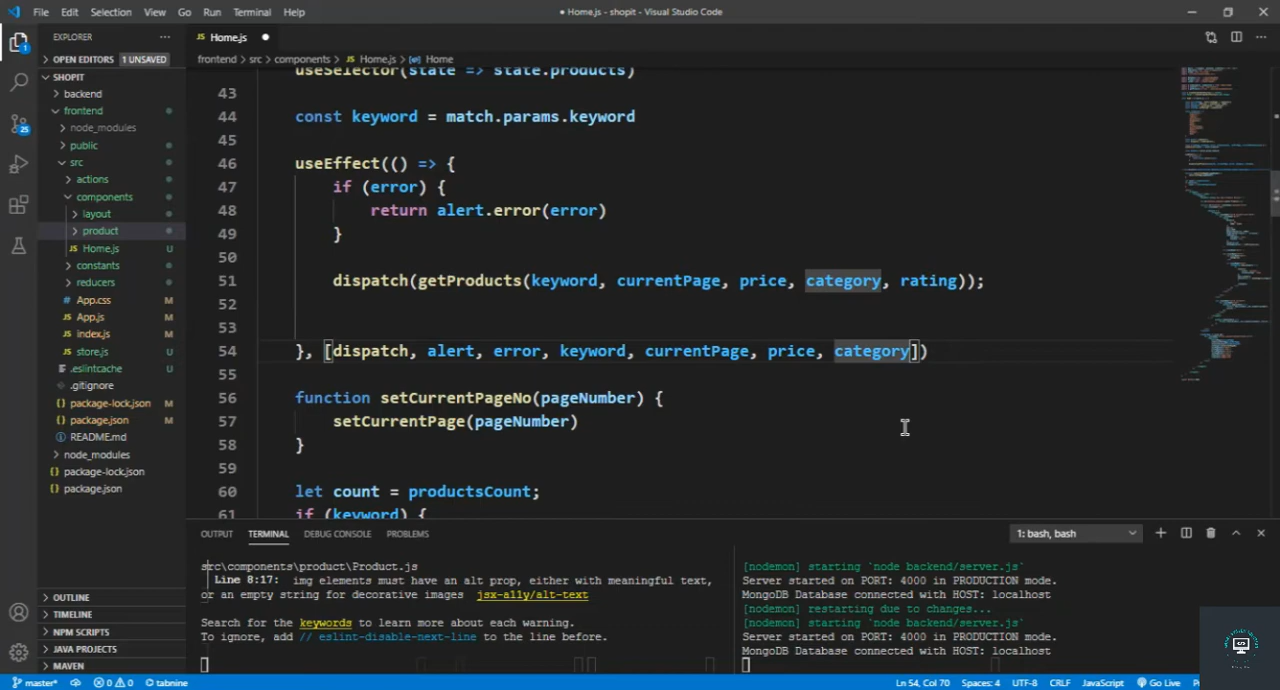 File Edit Selection View Go Run Terminal Help
● Home.js - shopit - Visual Studio Code
EXPLORER
OPEN EDITORS 1 UNSAVED
SHOPIT
backend
frontend
node_modules
public
src
actions
components
layout
product
Home.js U
constants
reducers
App.css M
App.js M
index.js M
store.js M
.eslintcache U
.gitignore
package-lock.json M
package.json M
README.md
node_modules
package-lock.json
package.json
OUTLINE
TIMELINE
NPM SCRIPTS
JAVA PROJECTS
MAVEN
JS Home.js ●
frontend > src > components > JS Home.js > Home
useSelector(state => state.products)
43
44 const keyword = match.params.keyword
45
46 useEffect(() => {
47 if (error) {
48 return alert.error(error)
49 }
50
51 dispatch(getProducts(keyword, currentPage, price, category, rating));
52
53
54 }, [dispatch, alert, error, keyword, currentPage, price, category])
55
56 function setCurrentPageNo(pageNumber) {
57 setCurrentPage(pageNumber)
58 }
59
60 let count = productsCount;
61 if (keyword) {
OUTPUT TERMINAL DEBUG CONSOLE PROBLEMS
1: bash, bash
src\components\product\Product.js
Line 8:17: img elements must have an alt prop, either with meaningful text,
or an empty string for decorative images jsx-a11y/alt-text
Search for the keywords to learn more about each warning.
To ignore, add // eslint-disable-next-line to the line before.
[nodemon] starting `node backend/server.js`
Server started on PORT: 4000 in PRODUCTION mode.
MongoDB Database connected with HOST: localhost
[nodemon] restarting due to changes...
[nodemon] starting `node backend/server.js`
Server started on PORT: 4000 in PRODUCTION mode.
MongoDB Database connected with HOST: localhost
master* 0 0 tabnine
Ln 54, Col 70 Spaces: 4 UTF-8 CRLF JavaScript Go Live